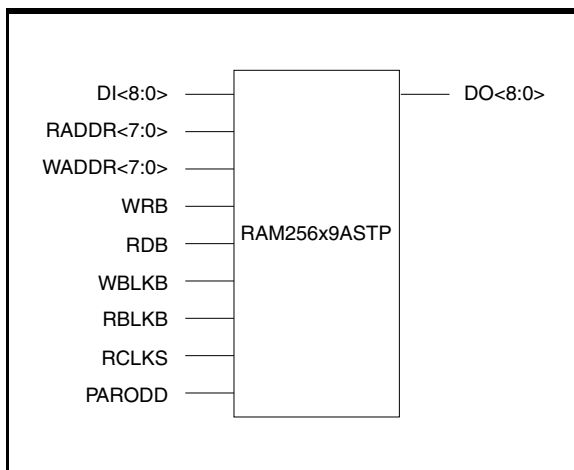 DI<8:0>
DO<8:0>
RADDR<7:0>
WADDR<7:0>
WRB
RAM256x9ASTP
RDB
WBLKB
RBLKB
RCLKS
PARODD